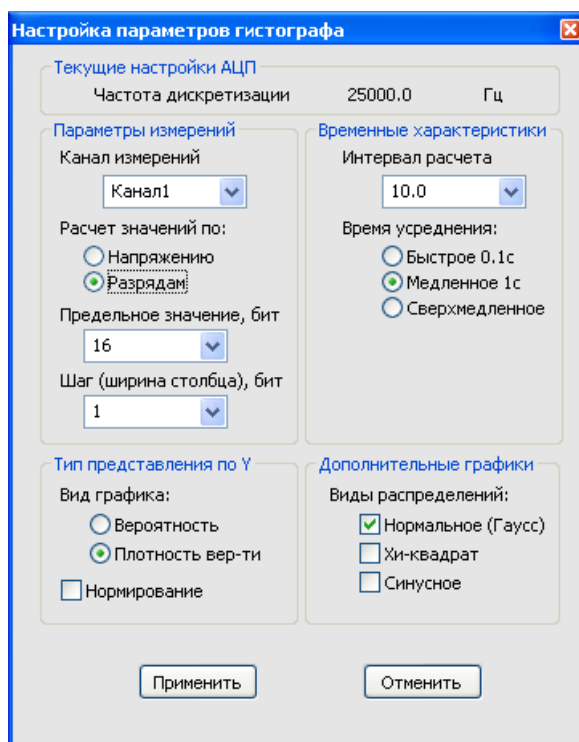 Настройка параметров гистографа
Текущие настройки АЦП
Частота дискретизации 25000.0 Гц
Параметры измерений
Канал измерений
Канал1
Расчет значений по:
Напряжению
Разрядам
Предельное значение, бит
16
Шаг (ширина столбца), бит
1
Временные характеристики
Интервал расчета
10.0
Время усреднения:
Быстрое 0.1с
Медленное 1с
Сверхмедленное
Тип представления по Y
Вид графика:
Вероятность
Плотность вер-ти
Нормирование
Дополнительные графики
Виды распределений:
Нормальное (Гаусс)
Хи-квадрат
Синусное
Применить
Отменить